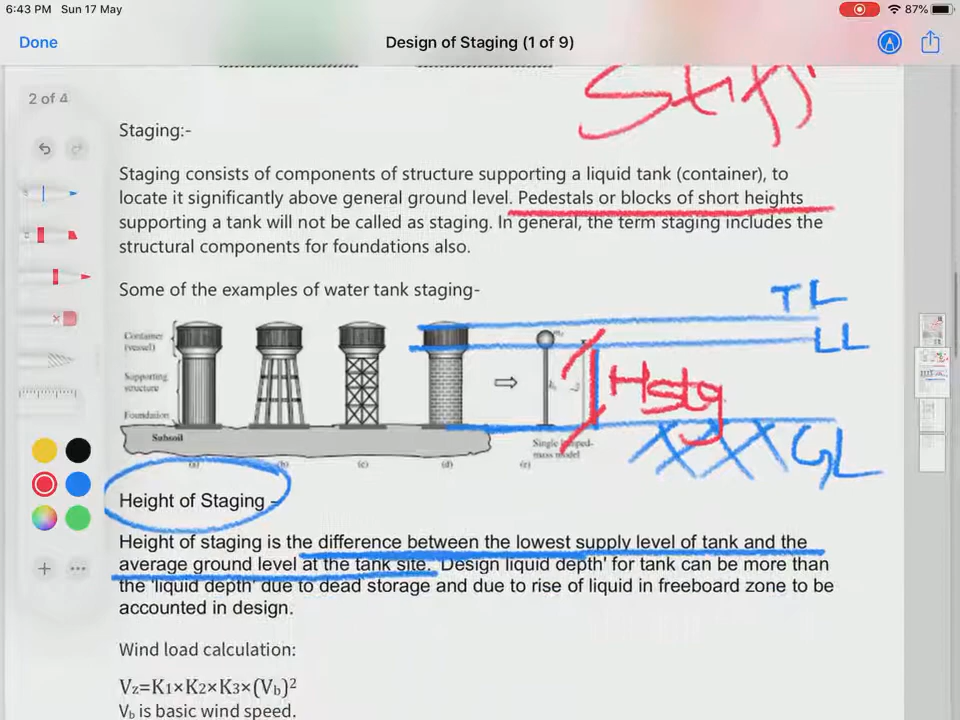 6:43 PM Sun 17 May
87%
Done
Design of Staging (1 of 9)
2 of 4
Staging:-
Staging consists of components of structure supporting a liquid tank (container), to
locate it significantly above general ground level. Pedestals or blocks of short heights
supporting a tank will not be called as staging. In general, the term staging includes the
structural components for foundations also.
Some of the examples of water tank staging-
TL
LL
Container
(vessel)
Supporting
structure
Hstg
Foundation
Subsoil
GL
(a)
(b)
(c)
(d)
(e)
Height of Staging -
Height of staging is the difference between the lowest supply level of tank and the
average ground level at the tank site. 'Design liquid depth' for tank can be more than
the 'liquid depth' due to dead storage and due to rise of liquid in freeboard zone to be
accounted in design.
Wind load calculation:
Vz=K1×K2×K3×(Vb)2
Vb is basic wind speed.